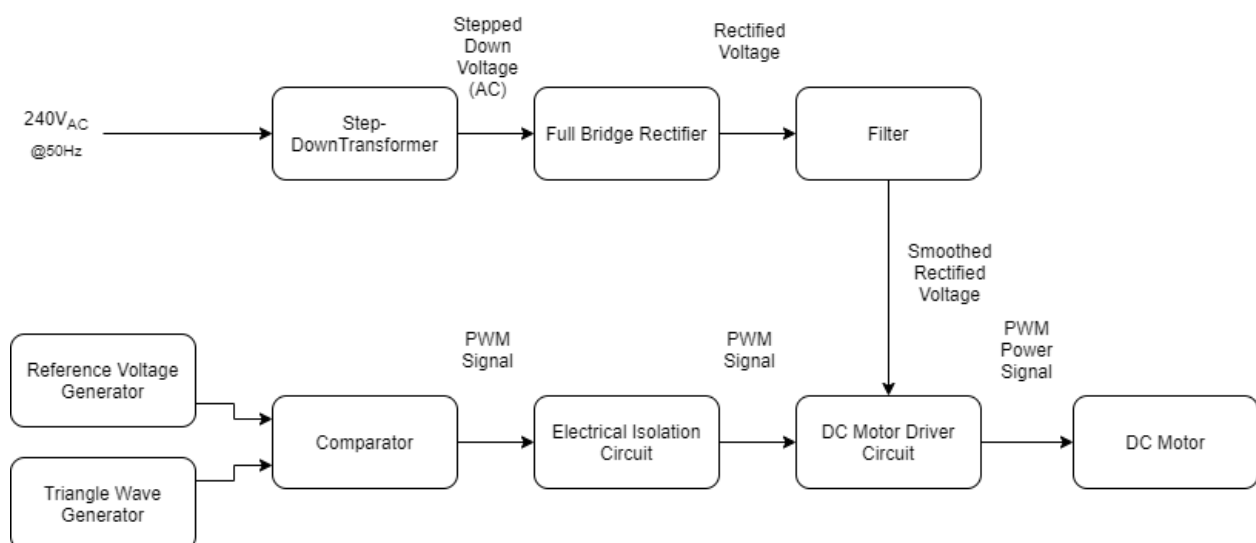 Stepped
Down
Voltage
(AC)
Rectified
Voltage
240VAC
@50Hz
Step-
DownTransformer
Full Bridge Rectifier
Filter
Smoothed
Rectified
Voltage
Reference Voltage
Generator
PWM
Signal
PWM
Signal
PWM
Power
Signal
Comparator
Electrical Isolation
Circuit
DC Motor Driver
Circuit
DC Motor
Triangle Wave
Generator